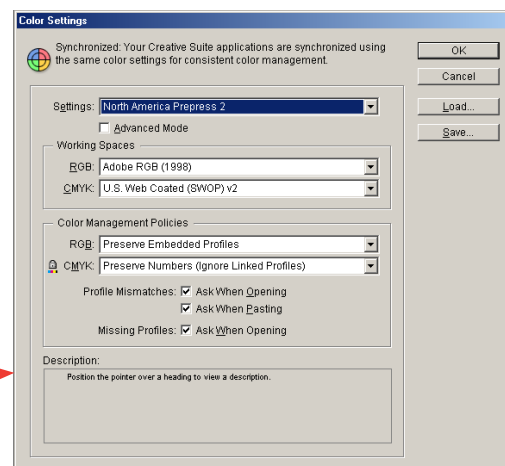 Color Settings
Synchronized: Your Creative Suite applications are synchronized using
the same color settings for consistent color management.
OK
Cancel
Load...
Save...
Settings: North America Prepress 2
Advanced Mode
Working Spaces
RGB: Adobe RGB (1998)
CMYK: U.S. Web Coated (SWOP) v2
Color Management Policies
RGB: Preserve Embedded Profiles
CMYK: Preserve Numbers (Ignore Linked Profiles)
Profile Mismatches: Ask When Opening
Ask When Pasting
Missing Profiles: Ask When Opening
Description:
Position the pointer over a heading to view a description.